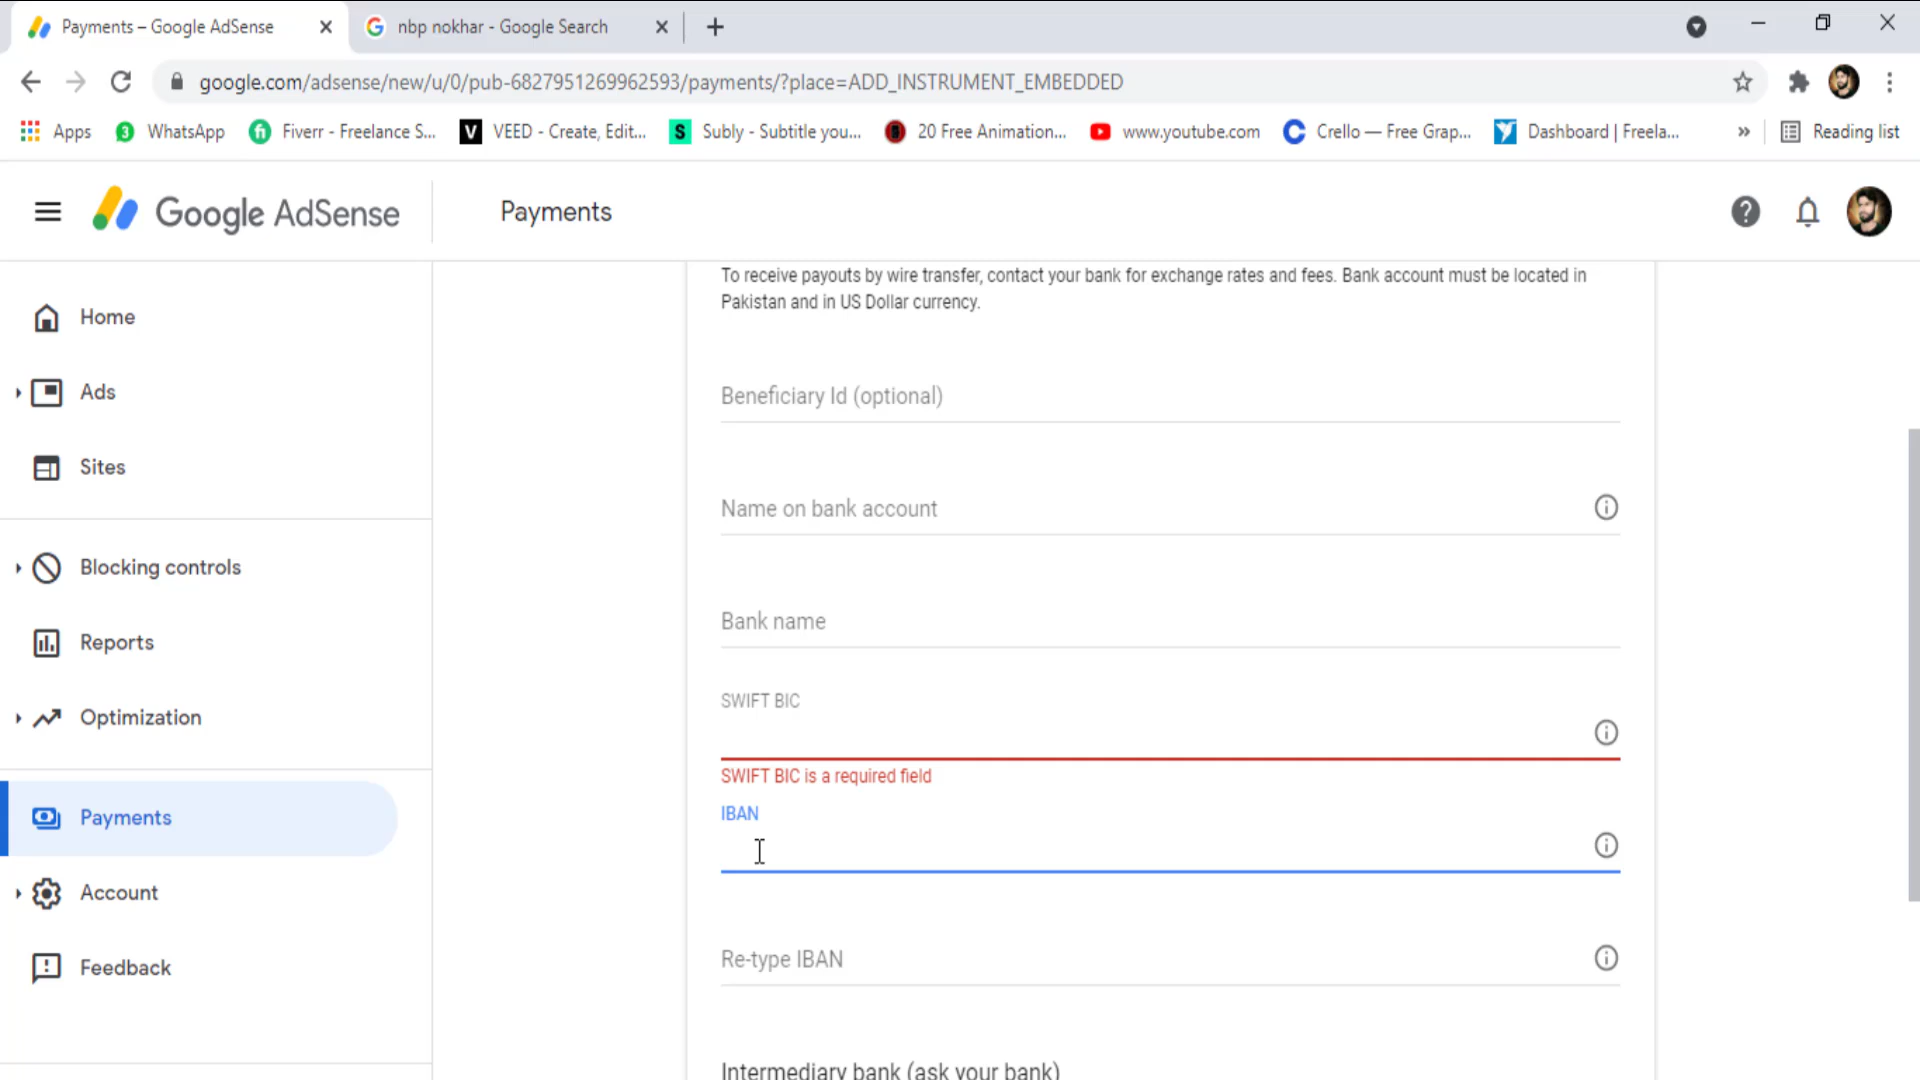 Payments – Google AdSense
nbp nokhar - Google Search
google.com/adsense/new/u/0/pub-6827951269962593/payments/?place=ADD_INSTRUMENT_EMBEDDED
Apps
3
WhatsApp
fi
Fiverr - Freelance S...
V
VEED - Create, Edit...
S
Subly - Subtitle you...
20 Free Animation...
www.youtube.com
Crello — Free Grap...
Dashboard | Freela...
»
Reading list
Google AdSense
Payments
Home
Ads
Sites
Blocking controls
Reports
Optimization
Payments
Account
Feedback
To receive payouts by wire transfer, contact your bank for exchange rates and fees. Bank account must be located in
Pakistan and in US Dollar currency.
Beneficiary Id (optional)
Name on bank account
Bank name
SWIFT BIC
SWIFT BIC is a required field
IBAN
Re-type IBAN
Intermediary bank (ask your bank)